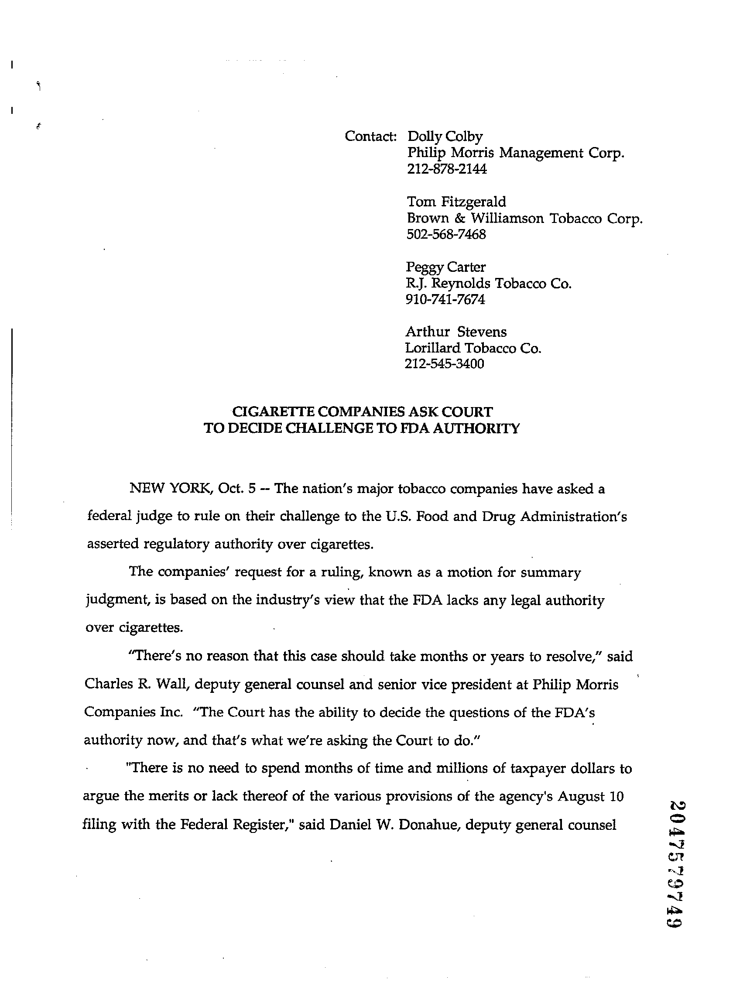 Contact: Dolly Colby
Philip Morris Management Corp.
212-878-2144
Tom Fitzgerald
Brown & Williamson Tobacco Corp.
502-568-7468
Peggy Carter
R.J. Reynolds Tobacco Co.
910-741-7674
Arthur Stevens
Lorillard Tobacco Co.
212-545-3400
CIGARETTE COMPANIES ASK COURT
TO DECIDE CHALLENGE TO FDA AUTHORITY
NEW YORK, Oct. 5 -- The nation's major tobacco companies have asked a
federal judge to rule on their challenge to the U.S. Food and Drug Administration's
asserted regulatory authority over cigarettes.
The companies' request for a ruling, known as a motion for summary
judgment, is based on the industry's view that the FDA lacks any legal authority
over cigarettes.
"There's no reason that this case should take months or years to resolve," said
Charles R. Wall, deputy general counsel and senior vice president at Philip Morris
Companies Inc. "The Court has the ability to decide the questions of the FDA's
authority now, and that's what we're asking the Court to do."
"There is no need to spend months of time and millions of taxpayer dollars to
argue the merits or lack thereof of the various provisions of the agency's August 10
filing with the Federal Register," said Daniel W. Donahue, deputy general counsel
2047579749